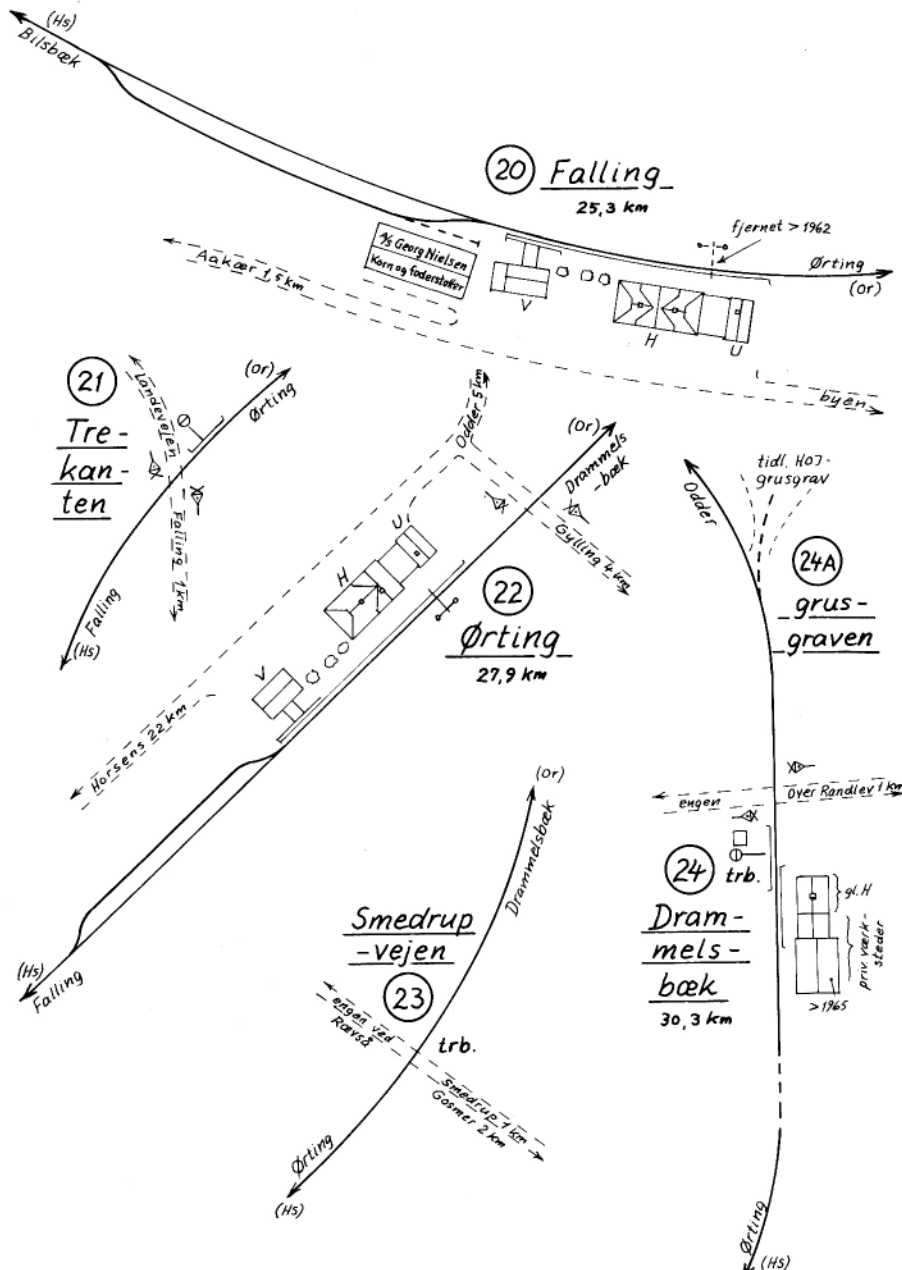 (Hs)
Bilsbæk
20 Falling
25,3 km
fjernet > 1962
Ørting
(Or)
A/S Georg Nielsen
Korn og foderstoffer
Aakær 1,5 km
V
H
U
byen
21
Tre-
kan-
ten
Landevejen
(Or)
Ørting
Falling 1 km
Falling
(Hs)
Odder 5 km
(Or)
Drammels
-bæk
Gylling 4 km
U
H
V
22
Ørting
27,9 km
Horsens 22 km
(Hs)
Falling
tidl. HOJ-
grusgrav
Odder
24A
grus-
graven
engen
Over Randlev 1 km
24
trb.
Dram-
mels-
bæk
30,3 km
gl. H
priv. værk-
steder
>1965
Ørting
(Hs)
(Or)
Drammelsbæk
Smedrup
-vejen
23
engen ved
Rævså
trb.
Smedrup 1 km
Gosmer 2 km
Ørting
(Hs)